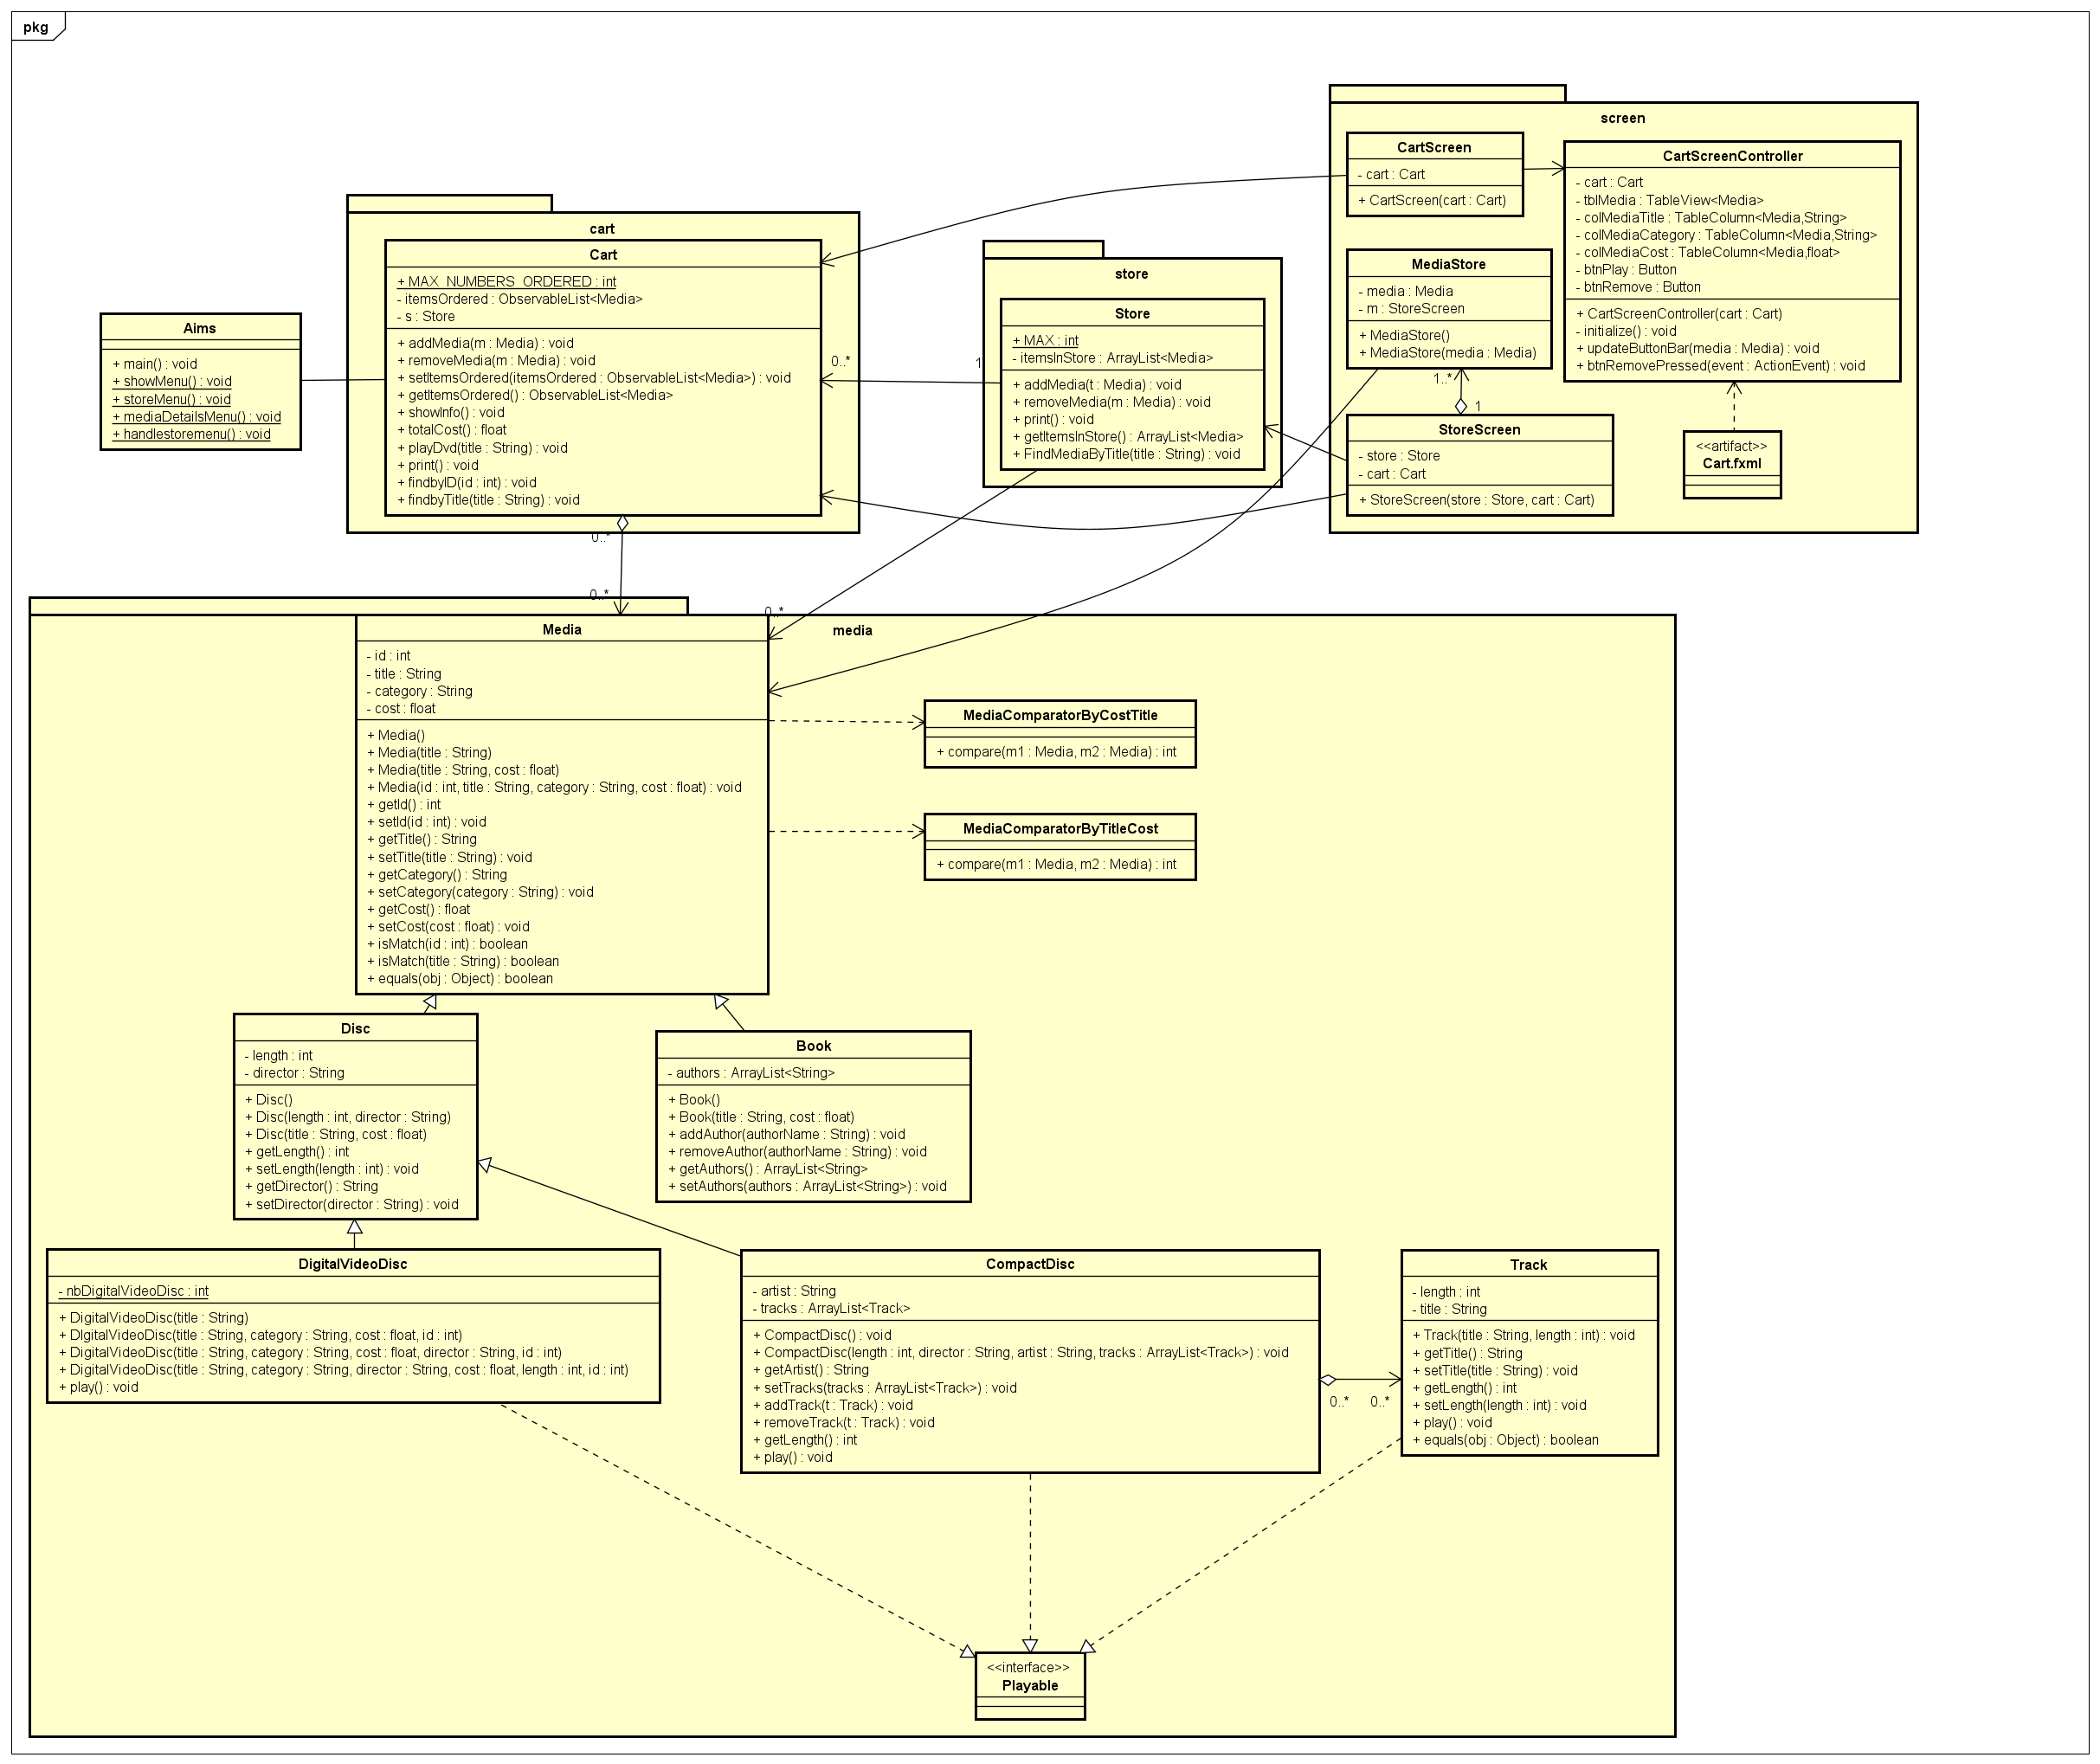 pkg
screen
CartScreen
- cart : Cart
+ CartScreen(cart : Cart)
CartScreenController
- cart : Cart
- tblMedia : TableView<Media>
- colMediaTitle : TableColumn<Media,String>
- colMediaCategory : TableColumn<Media,String>
- colMediaCost : TableColumn<Media,float>
- btnPlay : Button
- btnRemove : Button
+ CartScreenController(cart : Cart)
- initialize() : void
+ updateButtonBar(media : Media) : void
+ btnRemovePressed(event : ActionEvent) : void
MediaStore
- media : Media
- m : StoreScreen
+ MediaStore()
+ MediaStore(media : Media)
1..*
1
StoreScreen
- store : Store
- cart : Cart
+ StoreScreen(store : Store, cart : Cart)
<<artifact>>
Cart.fxml
cart
Cart
+ MAX_NUMBERS_ORDERED : int
- itemsOrdered : ObservableList<Media>
- s : Store
+ addMedia(m : Media) : void
+ removeMedia(m : Media) : void
+ setItemsOrdered(itemsOrdered : ObservableList<Media>) : void
+ getItemsOrdered() : ObservableList<Media>
+ showInfo() : void
+ totalCost() : float
+ playDvd(title : String) : void
+ print() : void
+ findbyID(id : int) : void
+ findbyTitle(title : String) : void
0..*
1
store
Store
+ MAX : int
- itemsInStore : ArrayList<Media>
+ addMedia(t : Media) : void
+ removeMedia(m : Media) : void
+ print() : void
+ getItemsInStore() : ArrayList<Media>
+ FindMediaByTitle(title : String) : void
Aims
+ main() : void
+ showMenu() : void
+ storeMenu() : void
+ mediaDetailsMenu() : void
+ handlestoremenu() : void
0..*
0..*
0..*
media
Media
- id : int
- title : String
- category : String
- cost : float
+ Media()
+ Media(title : String)
+ Media(title : String, cost : float)
+ Media(id : int, title : String, category : String, cost : float) : void
+ getId() : int
+ setId(id : int) : void
+ getTitle() : String
+ setTitle(title : String) : void
+ getCategory() : String
+ setCategory(category : String) : void
+ getCost() : float
+ setCost(cost : float) : void
+ isMatch(id : int) : boolean
+ isMatch(title : String) : boolean
+ equals(obj : Object) : boolean
MediaComparatorByCostTitle
+ compare(m1 : Media, m2 : Media) : int
MediaComparatorByTitleCost
+ compare(m1 : Media, m2 : Media) : int
Disc
- length : int
- director : String
+ Disc()
+ Disc(length : int, director : String)
+ Disc(title : String, cost : float)
+ getLength() : int
+ setLength(length : int) : void
+ getDirector() : String
+ setDirector(director : String) : void
Book
- authors : ArrayList<String>
+ Book()
+ Book(title : String, cost : float)
+ addAuthor(authorName : String) : void
+ removeAuthor(authorName : String) : void
+ getAuthors() : ArrayList<String>
+ setAuthors(authors : ArrayList<String>) : void
DigitalVideoDisc
- nbDigitalVideoDisc : int
+ DigitalVideoDisc(title : String)
+ DIgitalVideoDisc(title : String, category : String, cost : float, id : int)
+ DigitalVideoDisc(title : String, category : String, cost : float, director : String, id : int)
+ DigitalVideoDisc(title : String, category : String, director : String, cost : float, length : int, id : int)
+ play() : void
CompactDisc
- artist : String
- tracks : ArrayList<Track>
+ CompactDisc() : void
+ CompactDisc(length : int, director : String, artist : String, tracks : ArrayList<Track>) : void
+ getArtist() : String
+ setTracks(tracks : ArrayList<Track>) : void
+ addTrack(t : Track) : void
+ removeTrack(t : Track) : void
+ getLength() : int
+ play() : void
0..*
0..*
Track
- length : int
- title : String
+ Track(title : String, length : int) : void
+ getTitle() : String
+ setTitle(title : String) : void
+ getLength() : int
+ setLength(length : int) : void
+ play() : void
+ equals(obj : Object) : boolean
<<interface>>
Playable